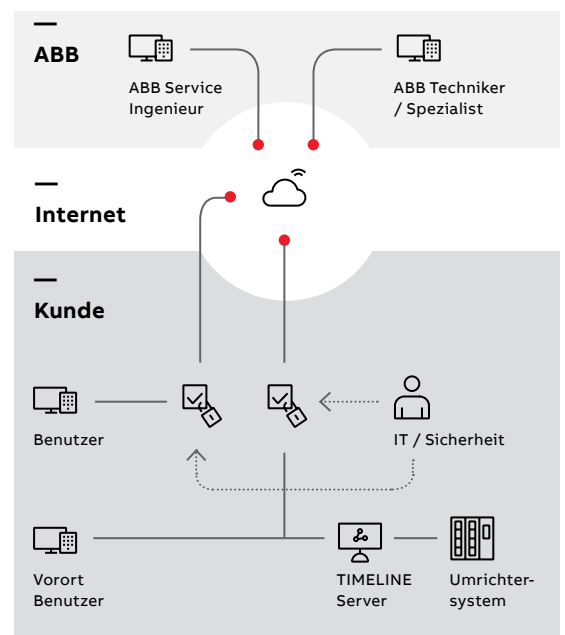 ABB
ABB Service
Ingenieur
ABB Techniker
/ Spezialist
Internet
Kunde
Benutzer
IT / Sicherheit
Vorort
Benutzer
TIMELINE
Server
Umrichter-
system